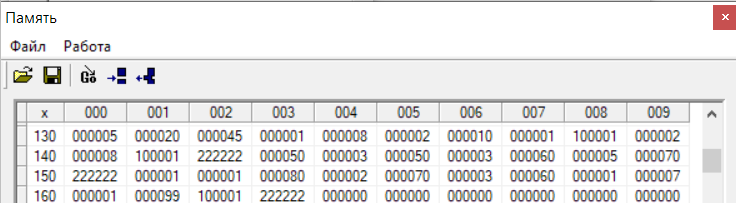 Память
Файл Работа
Go
x 000 001 002 003 004 005 006 007 008 009
130 000005 000020 000045 000001 000008 000002 000010 000001 100001 000002
140 000008 100001 222222 000050 000003 000050 000003 000060 000005 000070
150 222222 000001 000001 000080 000002 000070 000003 000060 000001 000007
160 000001 000099 100001 222222 000000 000000 000000 000000 000000 000000